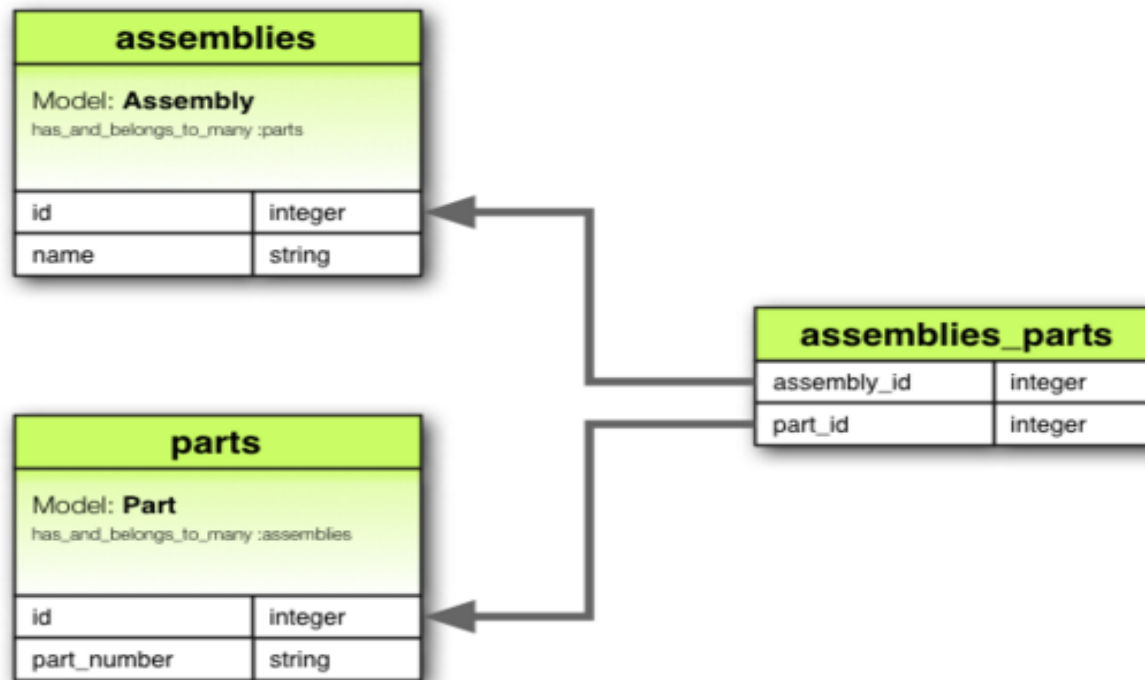 assemblies
Model: Assembly
has_and_belongs_to_many :parts
id integer
name string
assemblies_parts
assembly_id integer
part_id integer
parts
Model: Part
has_and_belongs_to_many :assemblies
id integer
part_number string